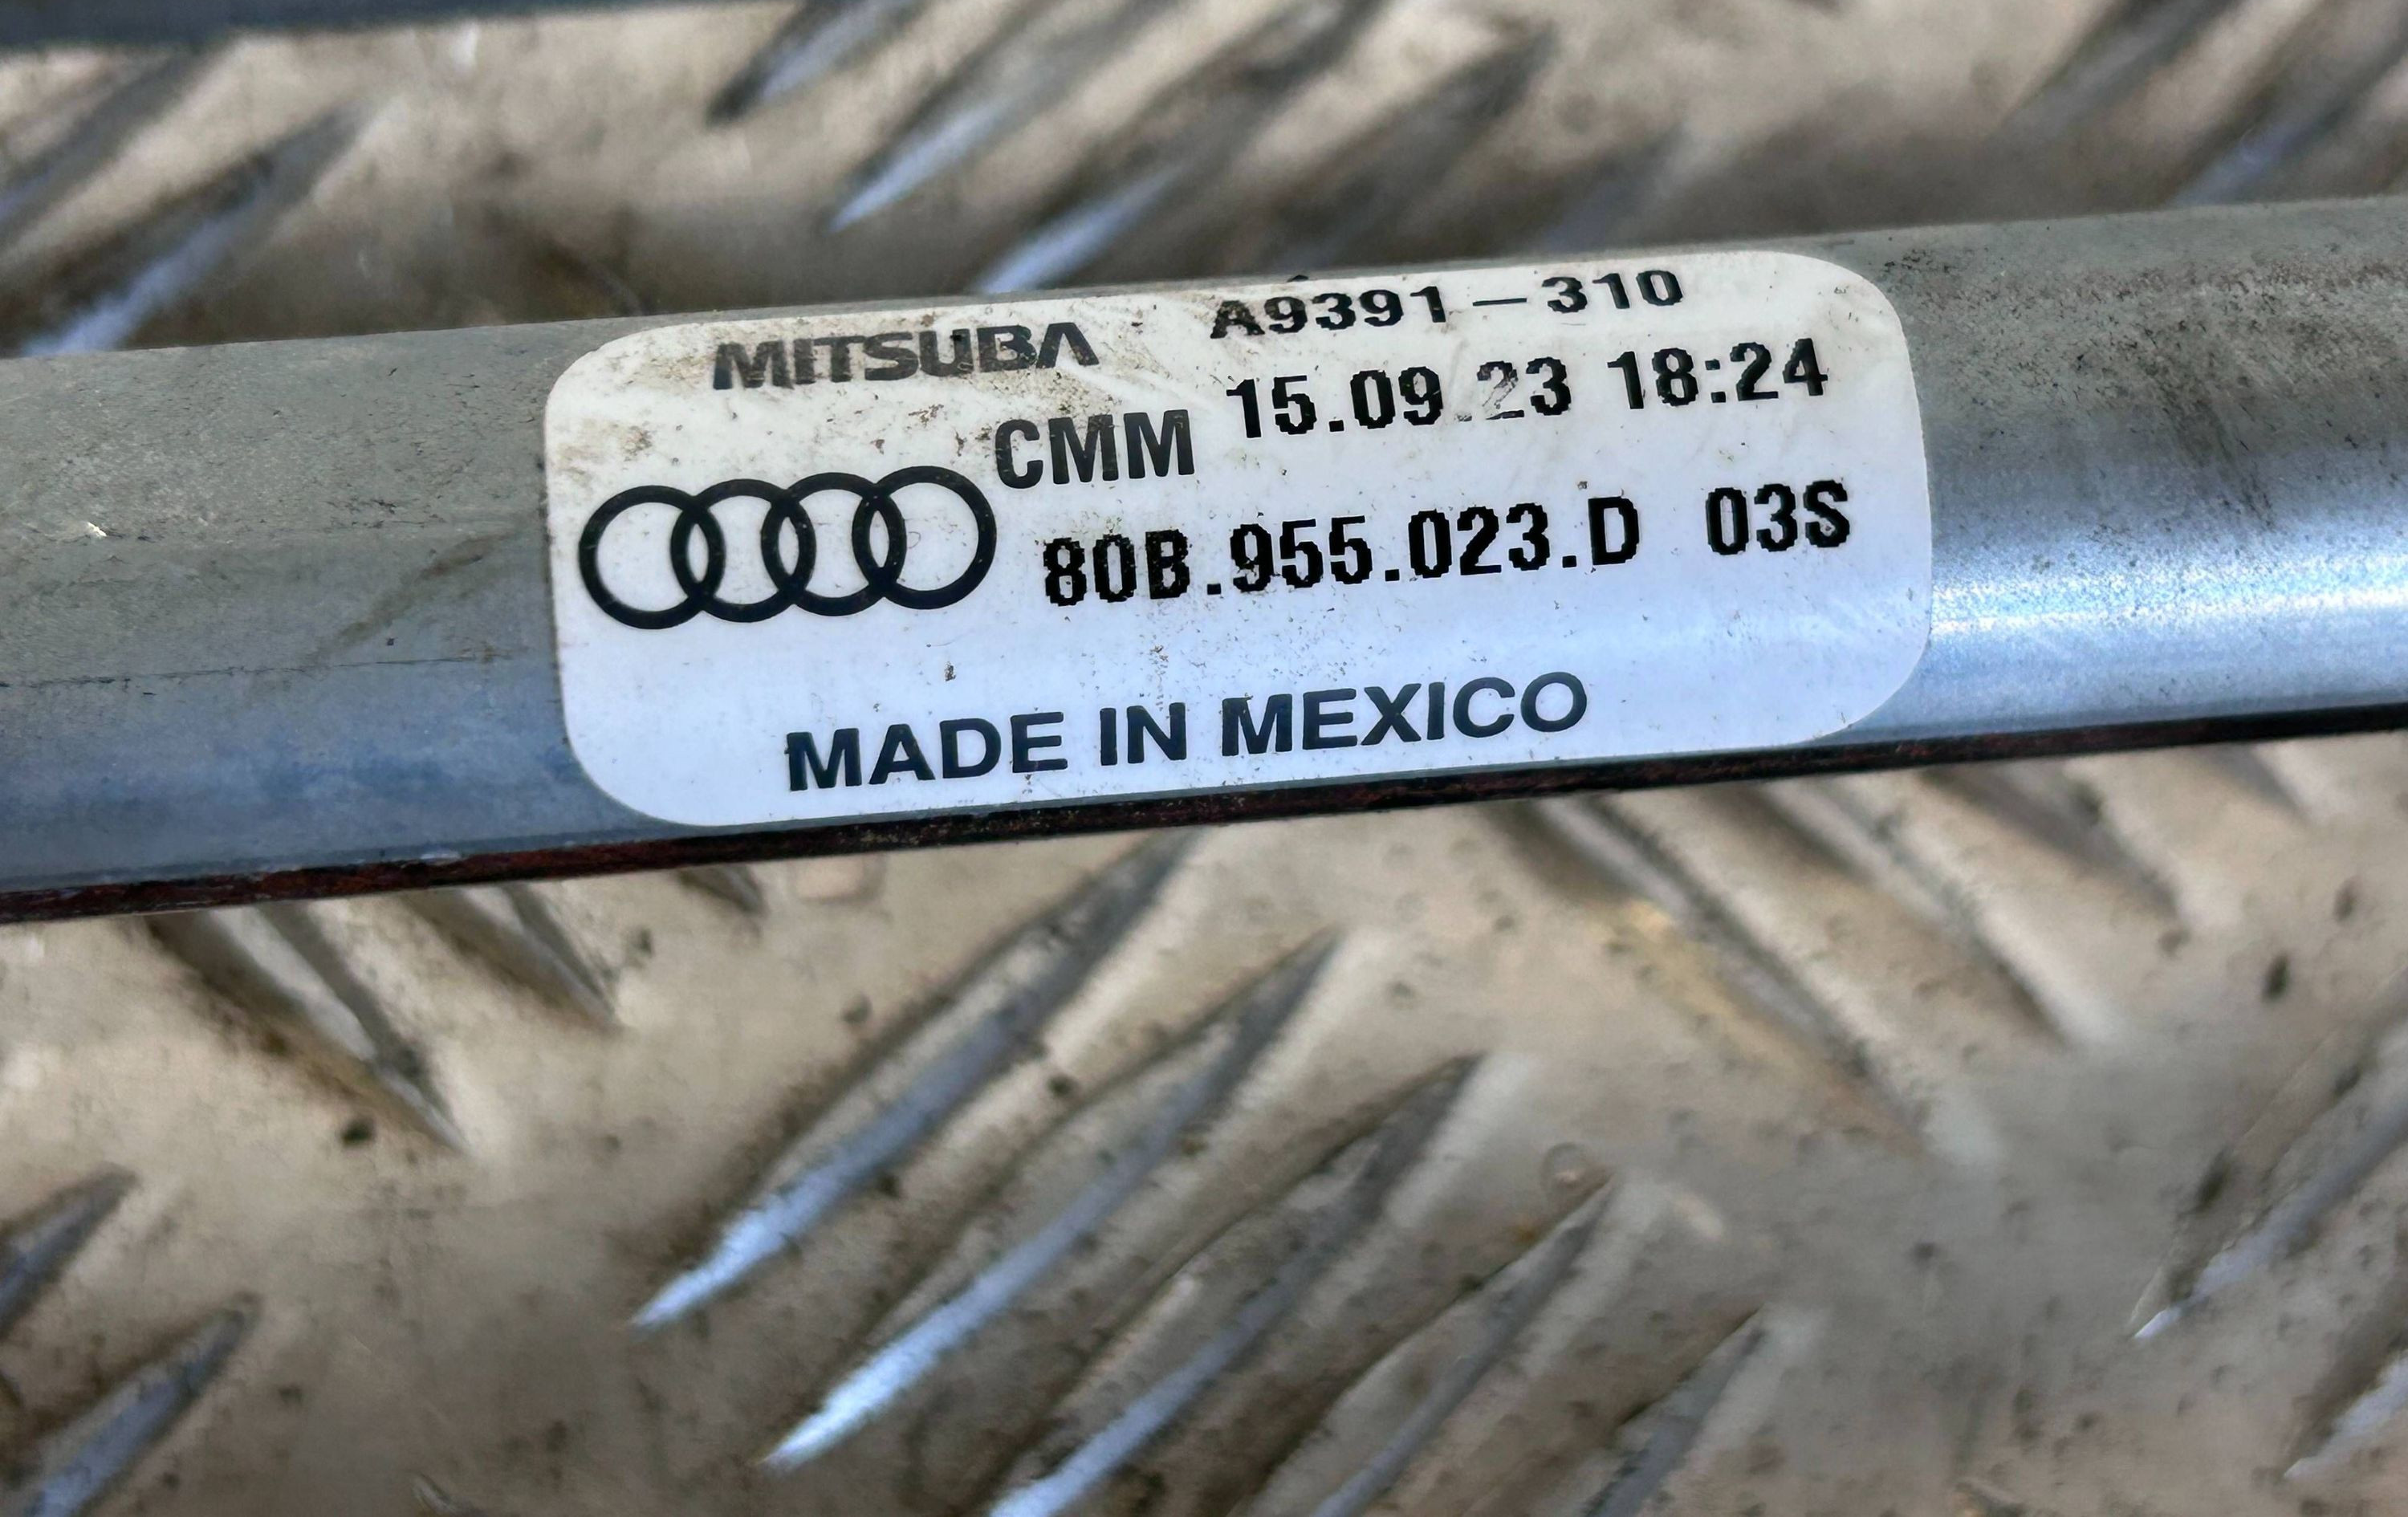 MITSUBA A9391-310
CMM 15.09.23 18:24
80B.955.023.D 03S
MADE IN MEXICO